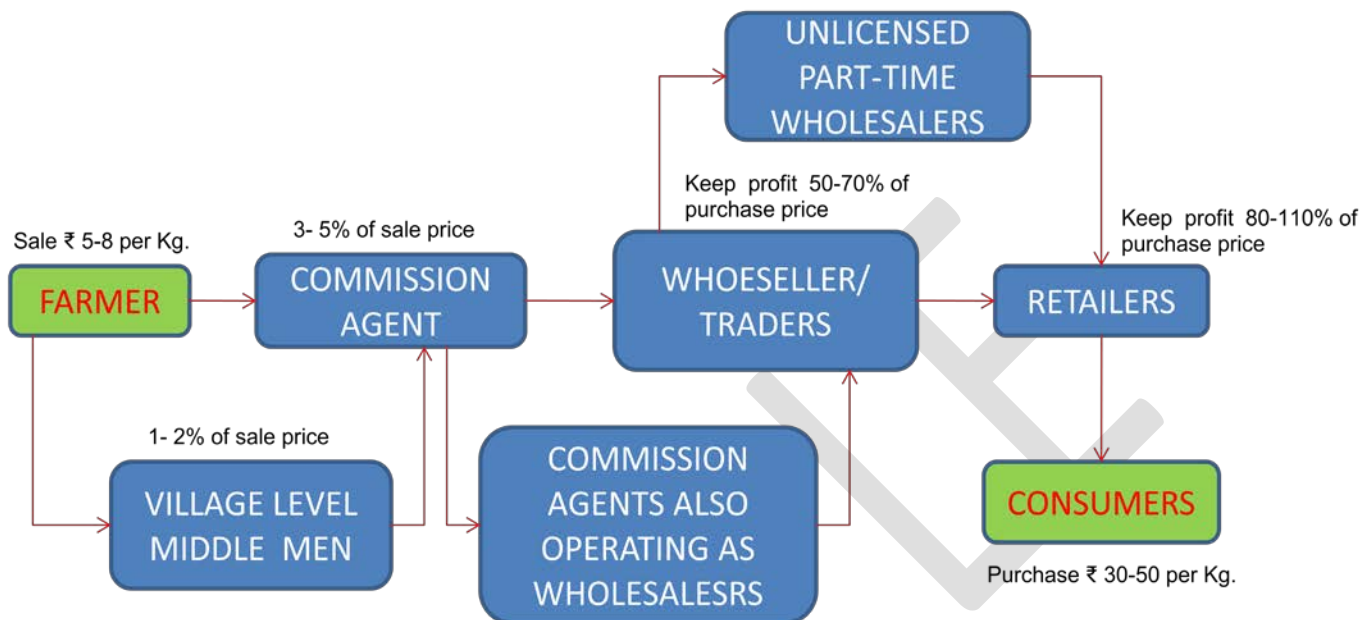 UNLICENSED
PART-TIME
WHOLESALERS
Keep profit 50-70% of
purchase price
Keep profit 80-110% of
purchase price
3- 5% of sale price
Sale ₹ 5-8 per Kg.
FARMER
COMMISSION
AGENT
WHOESELLER/
TRADERS
RETAILERS
1- 2% of sale price
VILLAGE LEVEL
MIDDLE MEN
COMMISSION
AGENTS ALSO
OPERATING AS
WHOLESALESRS
CONSUMERS
Purchase ₹ 30-50 per Kg.